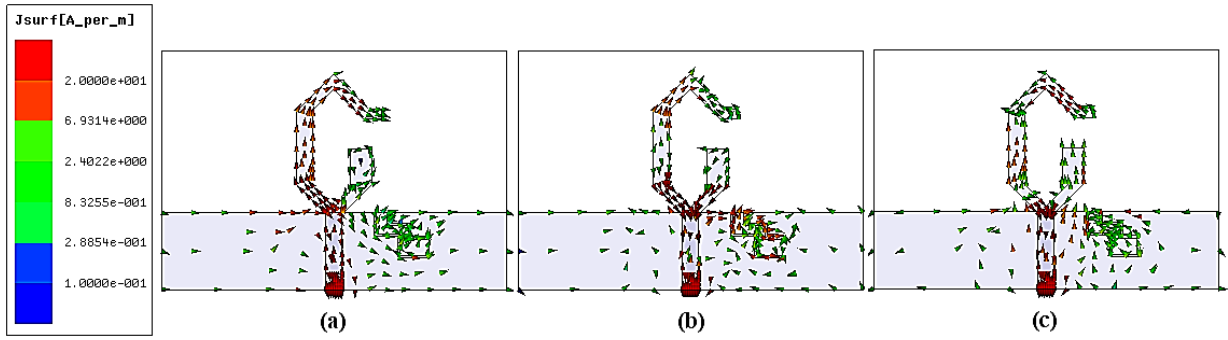 Jsurf[A_per_m]
2.0000e+001
6.9314e+000
2.4022e+000
8.3255e-001
2.8854e-001
1.0000e-001
(a) (b) (c)